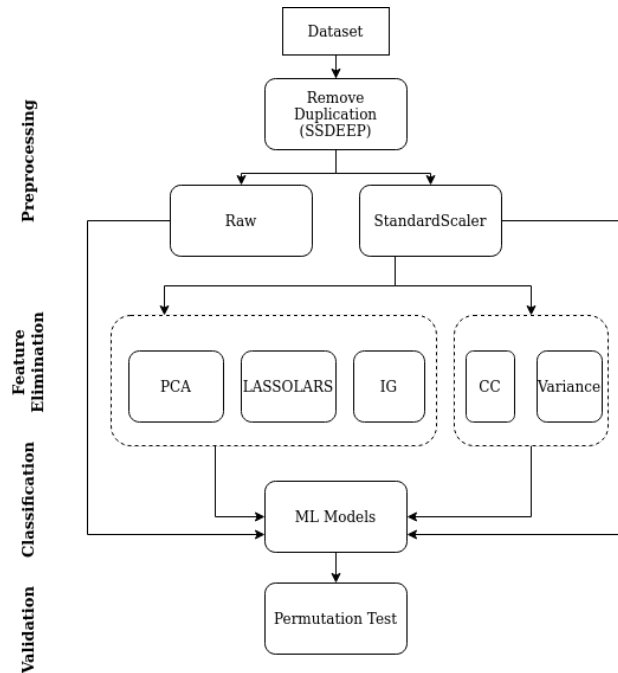 Dataset
Preprocessing
Remove
Duplication
(SSDEEP)
Raw
StandardScaler
Feature
Elimination
PCA
LASSOLARS
IG
CC
Variance
Classification
ML Models
Validation
Permutation Test